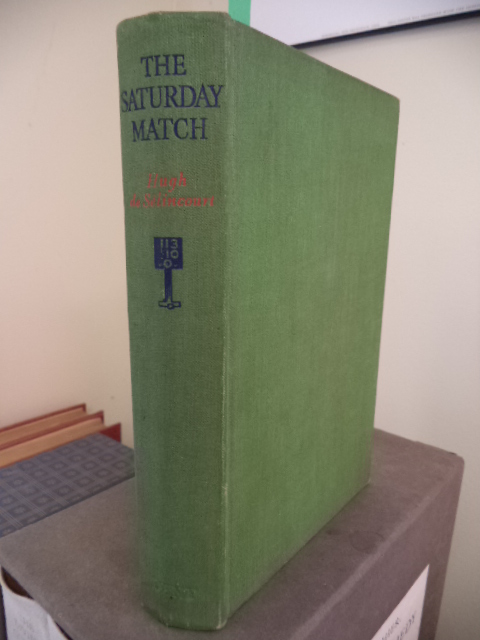 THE
SATURDAY
MATCH
Hugh
de Sélincourt
113
10
0